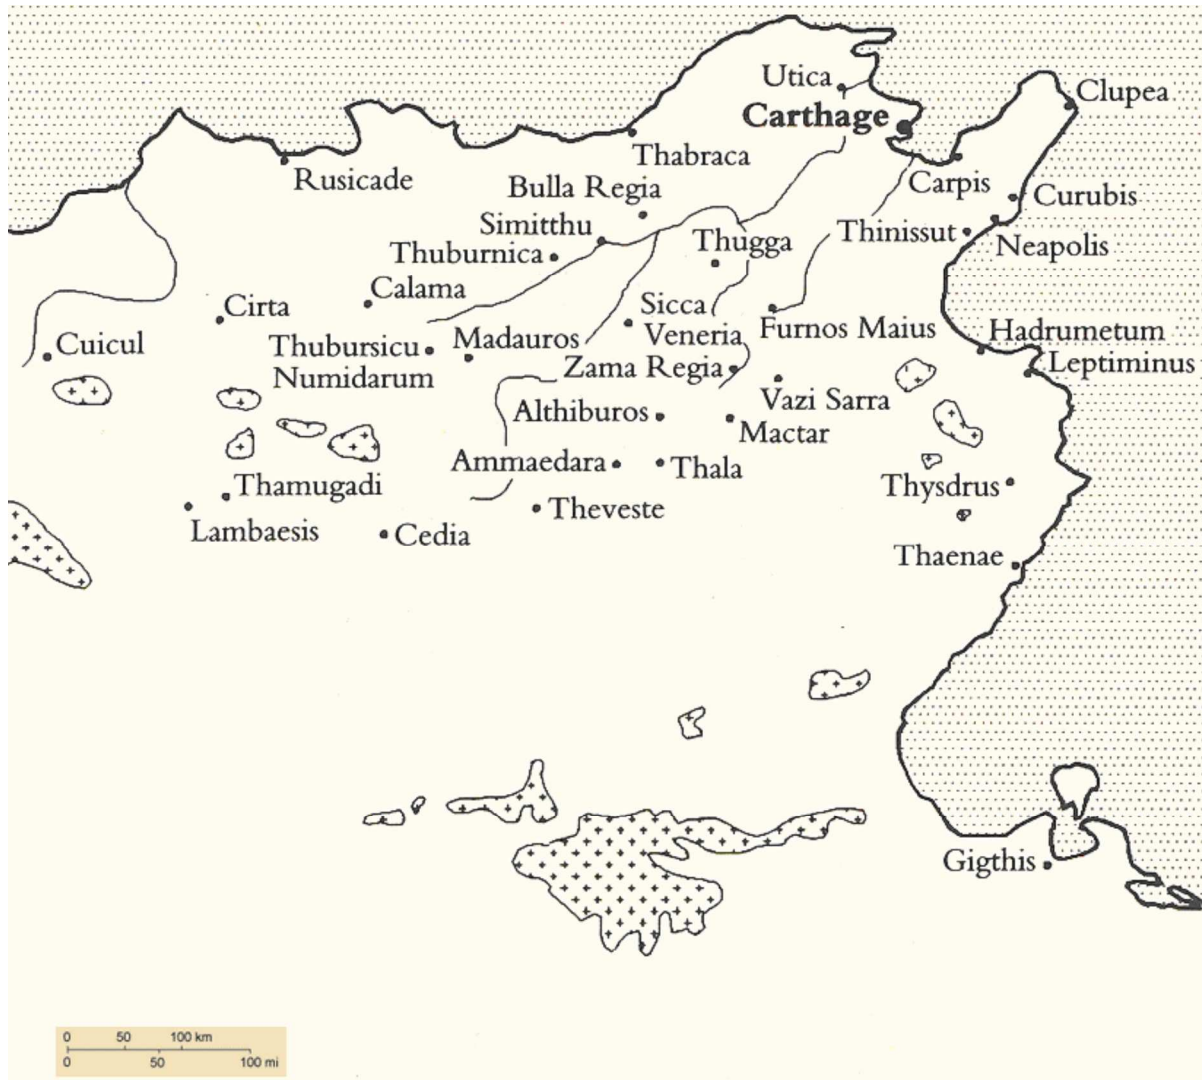 Utica
Clupea
Carthage
Thabraca
Rusicade
Carpis
Bulla Regia
Curubis
Simitthu
Thugga
Thinissut
Neapolis
Thuburnica
Calama
Cirta
Sicca
Veneria
Furnos Maius
Hadrumetum
Cuicul
Thubursicu
Numidarum
Madauros
Zama Regia
Leptiminus
Vazi Sarra
Althiburos
Mactar
Ammaedara
Thala
Thamugadi
Thysdrus
Theveste
Lambaesis
Cedia
Thaenae
Gigthis
0 50 100 km
0 50 100 mi